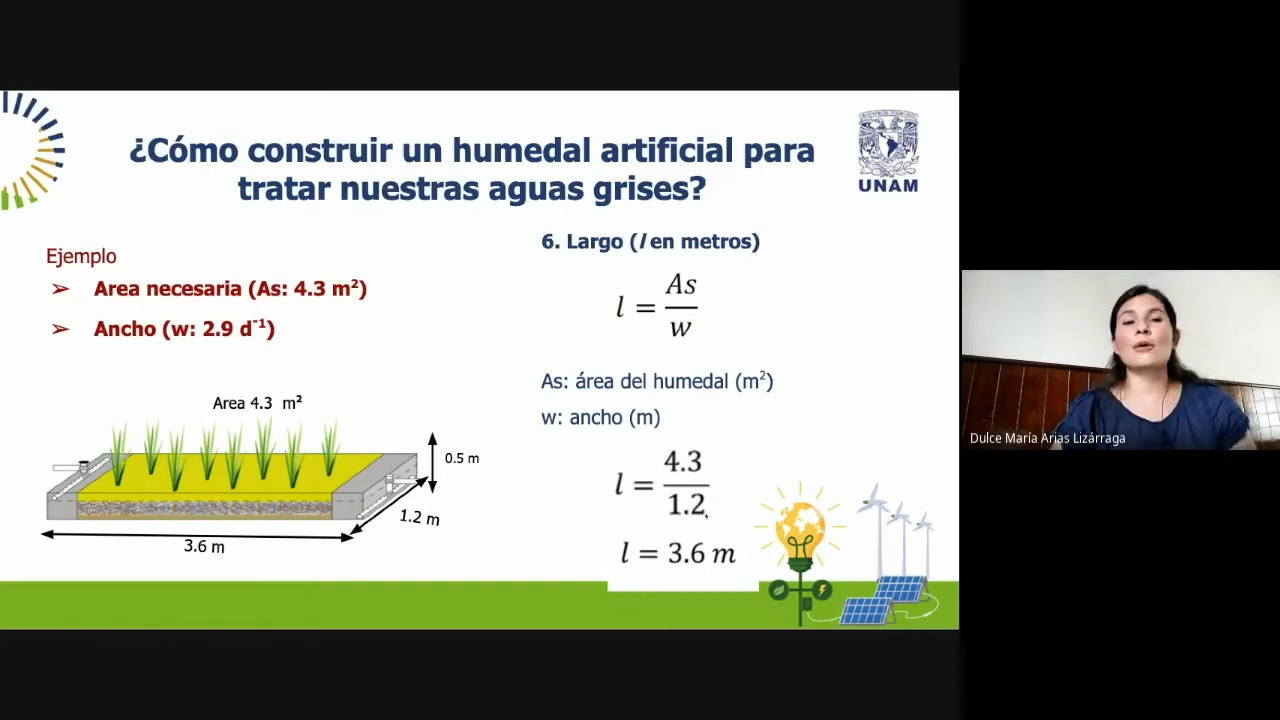 ¿Cómo construir un humedal artificial para
tratar nuestras aguas grises?
UNAM
Ejemplo
➢ Area necesaria (As: 4.3 m²)
➢ Ancho (w: 2.9 d⁻¹)
Area 4.3 m²
0.5 m
1.2 m
3.6 m
6. Largo (l en metros)
l = As/w
As: área del humedal (m²)
w: ancho (m)
l = 4.3/1.2
l = 3.6 m
Dulce María Arias Lizárraga